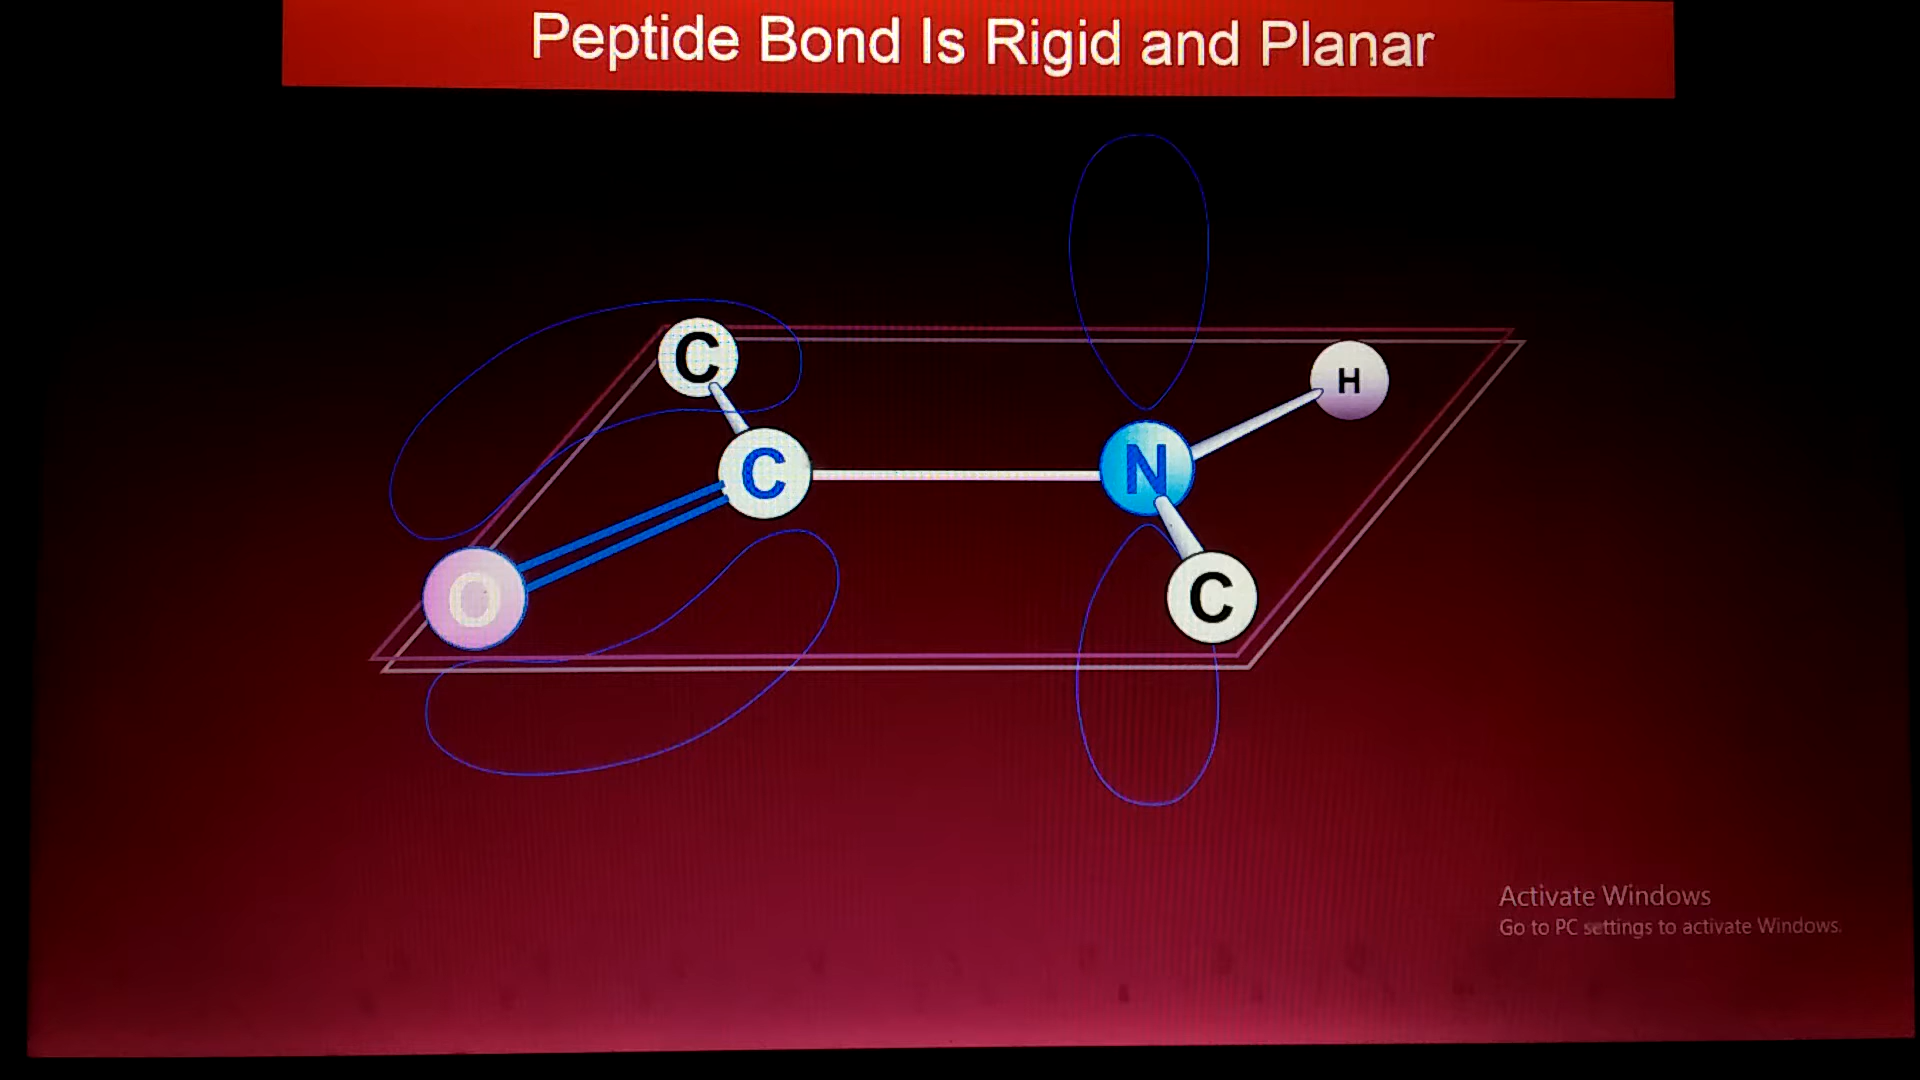 Peptide Bond Is Rigid and Planar
C
H
C
N
O
C
Activate Windows
Go to PC settings to activate Windows.